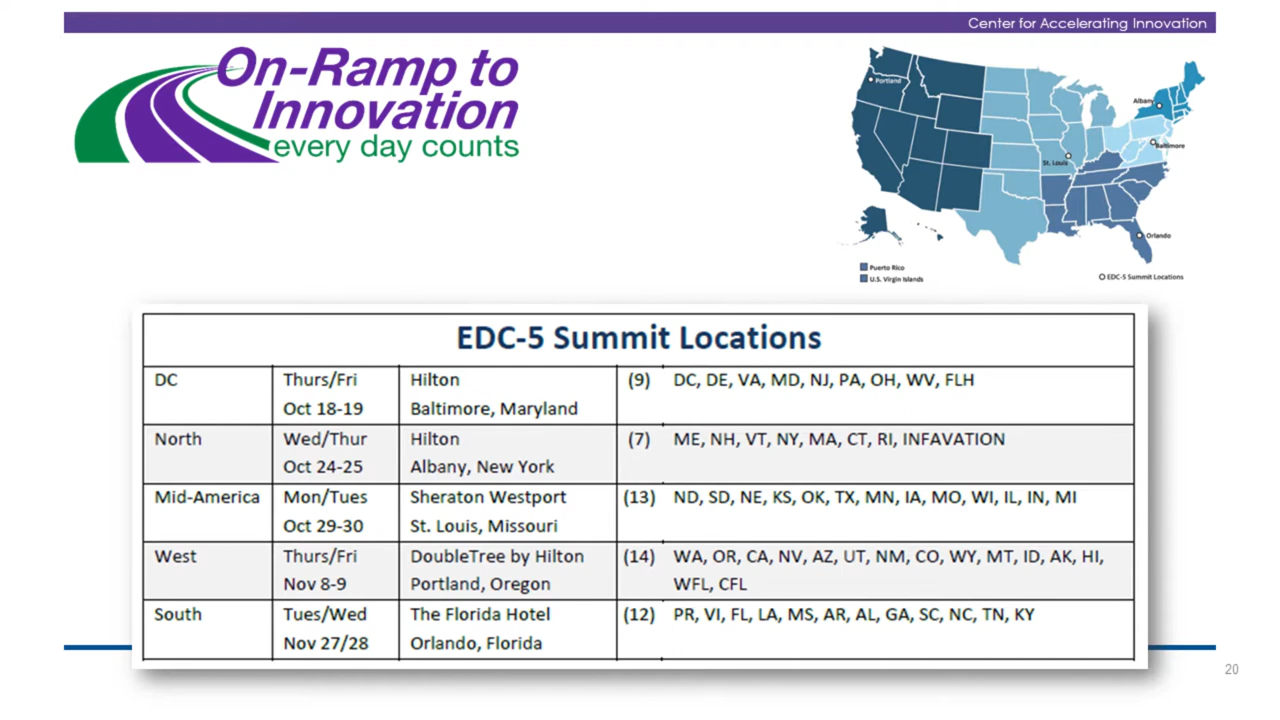 Center for Accelerating Innovation
On-Ramp to
Innovation
every day counts
Portland
Albany
Baltimore
St. Louis
Orlando
Puerto Rico
U.S. Virgin Islands
EDC-5 Summit Locations
EDC-5 Summit Locations
DC Thurs/Fri Hilton (9) DC, DE, VA, MD, NJ, PA, OH, WV, FLH
Oct 18-19 Baltimore, Maryland
North Wed/Thur Hilton (7) ME, NH, VT, NY, MA, CT, RI, INFAVATION
Oct 24-25 Albany, New York
Mid-America Mon/Tues Sheraton Westport (13) ND, SD, NE, KS, OK, TX, MN, IA, MO, WI, IL, IN, MI
Oct 29-30 St. Louis, Missouri
West Thurs/Fri DoubleTree by Hilton (14) WA, OR, CA, NV, AZ, UT, NM, CO, WY, MT, ID, AK, HI,
Nov 8-9 Portland, Oregon WFL, CFL
South Tues/Wed The Florida Hotel (12) PR, VI, FL, LA, MS, AR, AL, GA, SC, NC, TN, KY
Nov 27/28 Orlando, Florida
20